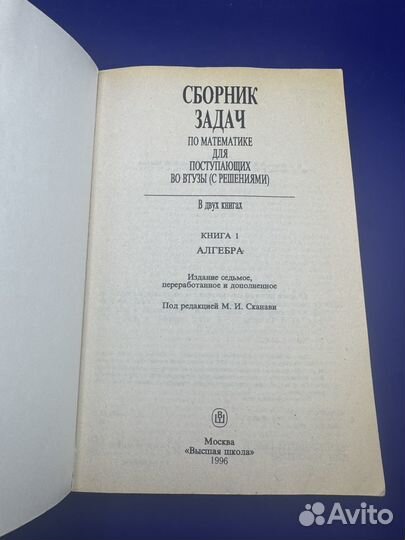 СБОРНИК
ЗАДАЧ
ПО МАТЕМАТИКЕ
ДЛЯ
ПОСТУПАЮЩИХ
ВО ВТУЗЫ (С РЕШЕНИЯМИ)
В двух книгах
КНИГА 1
АЛГЕБРА
Издание седьмое,
переработанное и дополненное
Под редакцией М. И. Сканави
Москва
«Высшая школа»
1996
Avito